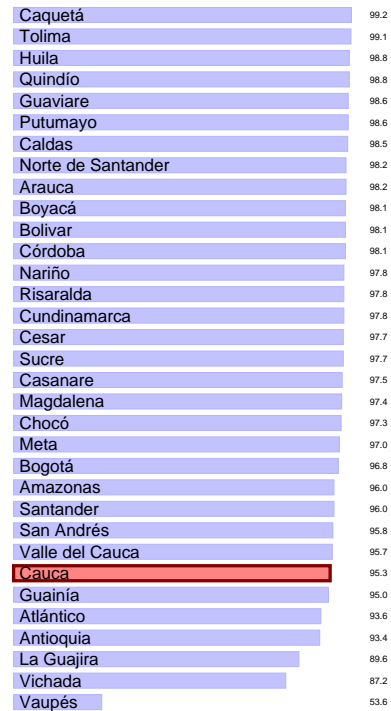 Caquetá 99.2
Tolima 99.1
Huila 98.8
Quindío 98.8
Guaviare 98.6
Putumayo 98.6
Caldas 98.5
Norte de Santander 98.2
Arauca 98.2
Boyacá 98.1
Bolivar 98.1
Córdoba 98.1
Nariño 97.8
Risaralda 97.8
Cundinamarca 97.8
Cesar 97.7
Sucre 97.7
Casanare 97.5
Magdalena 97.4
Chocó 97.3
Meta 97.0
Bogotá 96.8
Amazonas 96.0
Santander 96.0
San Andrés 95.8
Valle del Cauca 95.7
Cauca 95.3
Guainía 95.0
Atlántico 93.6
Antioquia 93.4
La Guajira 89.6
Vichada 87.2
Vaupés 53.6